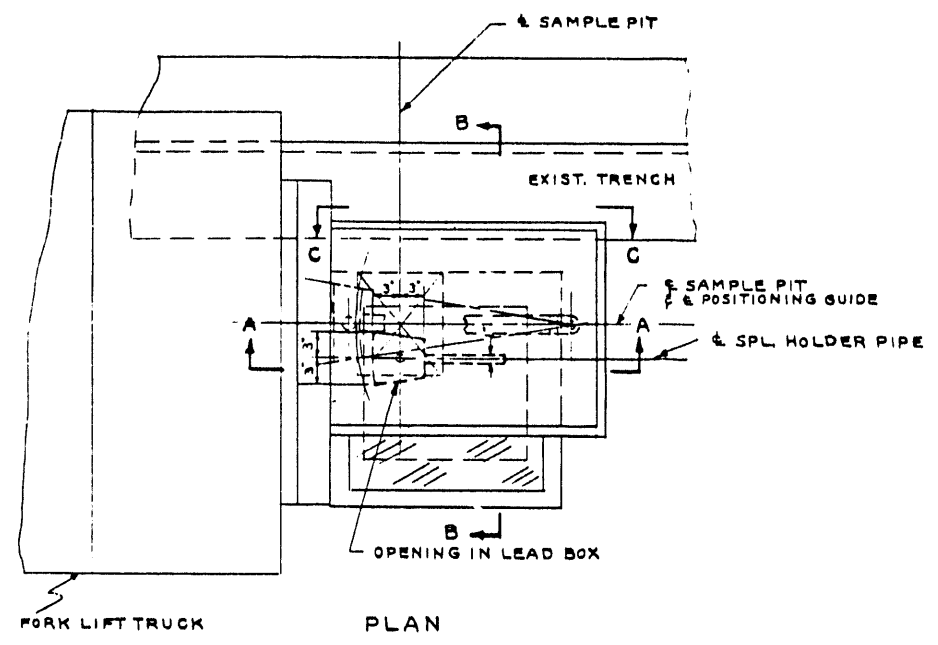 ℄ SAMPLE PIT
B
EXIST. TRENCH
C
C
3" 3"
℄ SAMPLE PIT
& ℄ POSITIONING GUIDE
A
A
℄ SPL. HOLDER PIPE
3" 3"
B
OPENING IN LEAD BOX
FORK LIFT TRUCK
PLAN